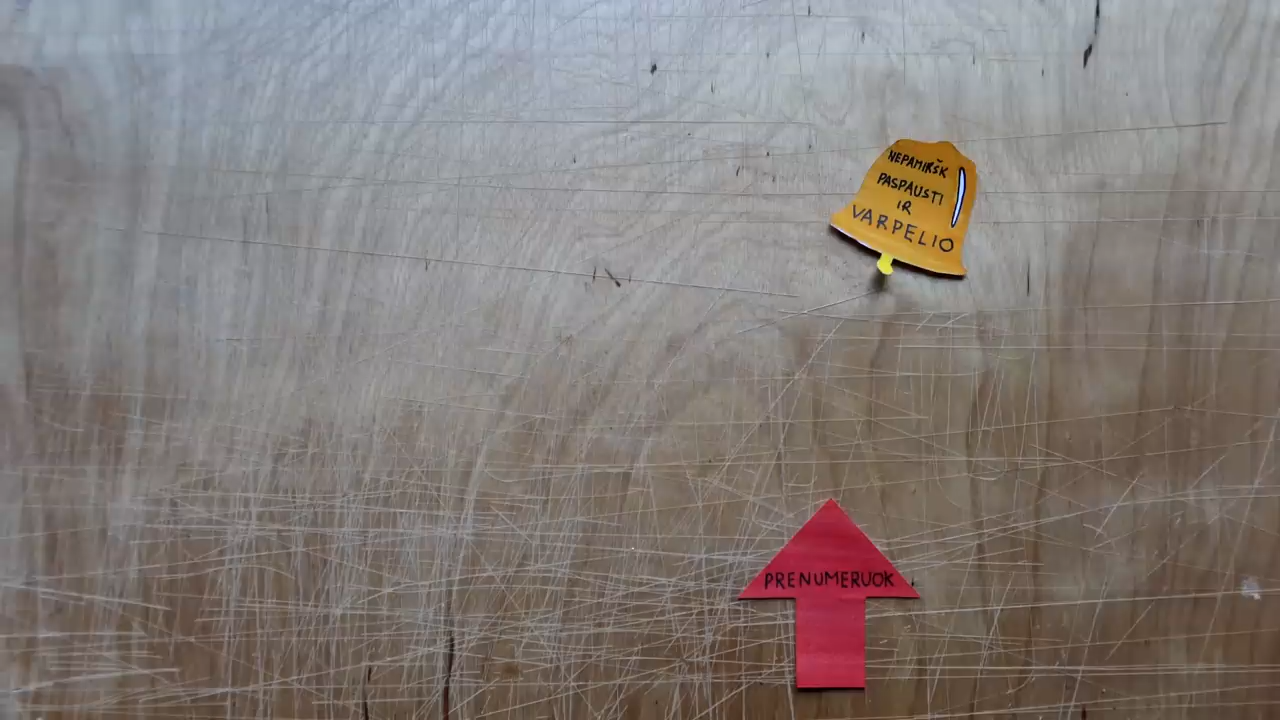 NEPAMIRŠK
PASPAUSTI
IR
VARPELIO
PRENUMERUOK